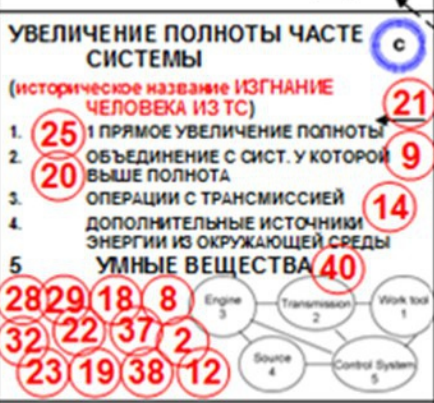 УВЕЛИЧЕНИЕ ПОЛНОТЫ ЧАСТЕ
СИСТЕМЫ
с
(историческое название ИЗГНАНИЕ
ЧЕЛОВЕКА ИЗ ТС)
21
1. 25 1 ПРЯМОЕ УВЕЛИЧЕНИЕ ПОЛНОТЫ
2. ОБЪЕДИНЕНИЕ С СИСТ. У КОТОРОЙ 9
20 ВЫШЕ ПОЛНОТА
3. ОПЕРАЦИИ С ТРАНСМИССИЕЙ 14
4. ДОПОЛНИТЕЛЬНЫЕ ИСТОЧНИКИ
ЭНЕРГИИ ИЗ ОКРУЖАЮЩЕЙ СРЕДЫ
5 УМНЫЕ ВЕЩЕСТВА 40
28 29 18 8
32 22 37 2
23 19 38 12
Engine
3
Transmission
2
Work tool
1
Source
4
Control System
5